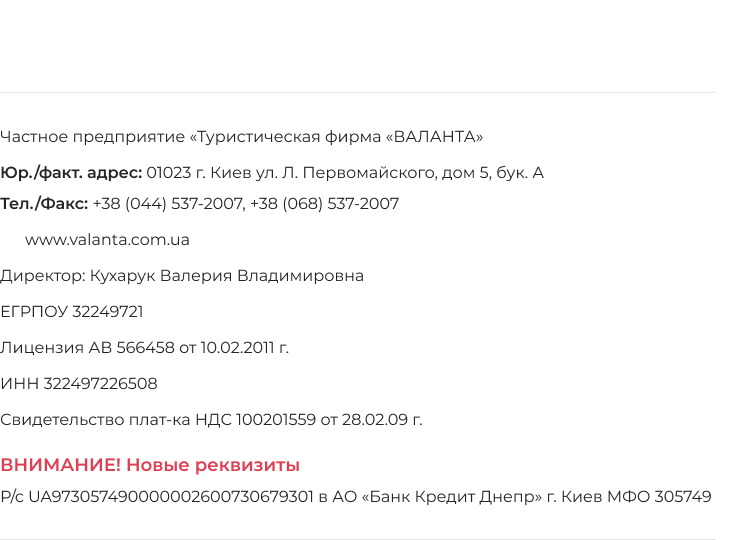 Частное предприятие «Туристическая фирма «ВАЛАНТА»
Юр./факт. адрес: 01023 г. Киев ул. Л. Первомайского, дом 5, бук. А
Тел./Факс: +38 (044) 537-2007, +38 (068) 537-2007
www.valanta.com.ua
Директор: Кухарук Валерия Владимировна
ЕГРПОУ 32249721
Лицензия АВ 566458 от 10.02.2011 г.
ИНН 322497226508
Свидетельство плат-ка НДС 100201559 от 28.02.09 г.
ВНИМАНИЕ! Новые реквизиты
Р/с UA973057490000002600730679301 в АО «Банк Кредит Днепр» г. Киев МФО 305749